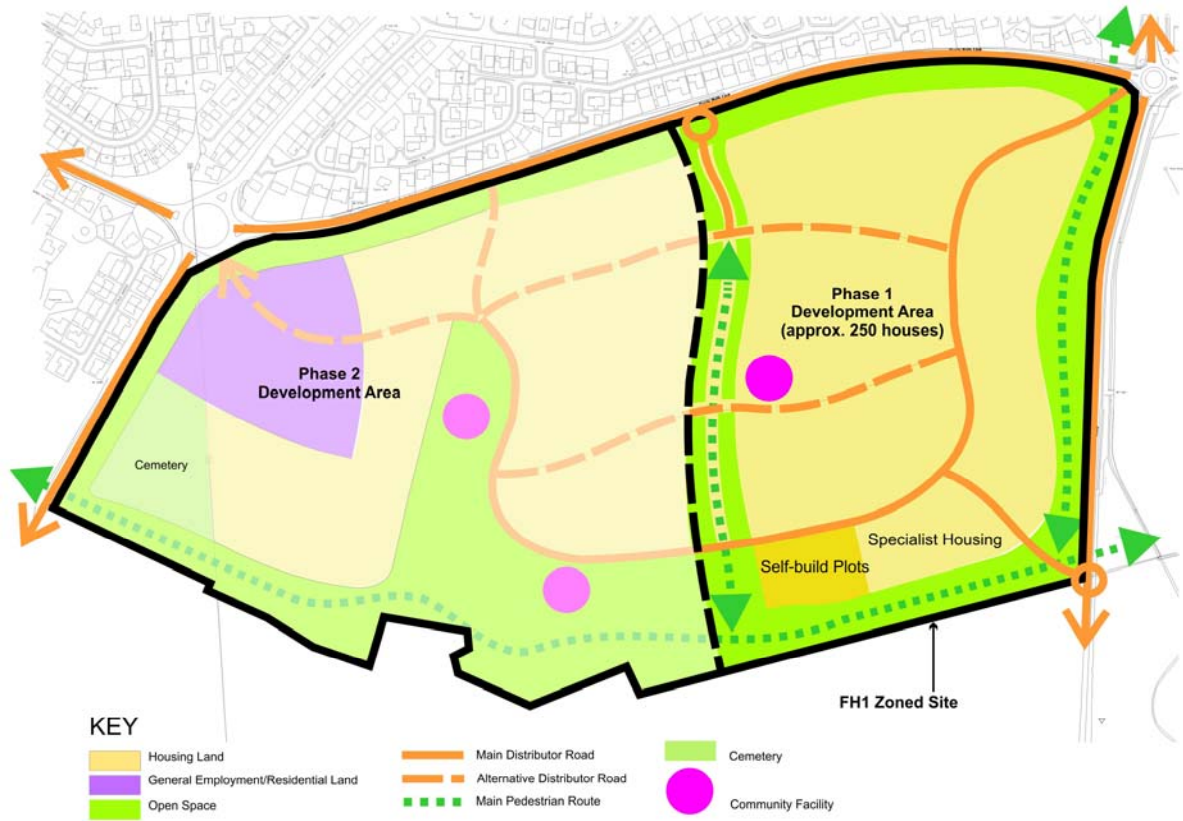 Phase 1
Development Area
(approx. 250 houses)
Phase 2
Development Area
Cemetery
Specialist Housing
Self-build Plots
FH1 Zoned Site
KEY
Housing Land
General Employment/Residential Land
Open Space
Main Distributor Road
Alternative Distributor Road
Main Pedestrian Route
Cemetery
Community Facility